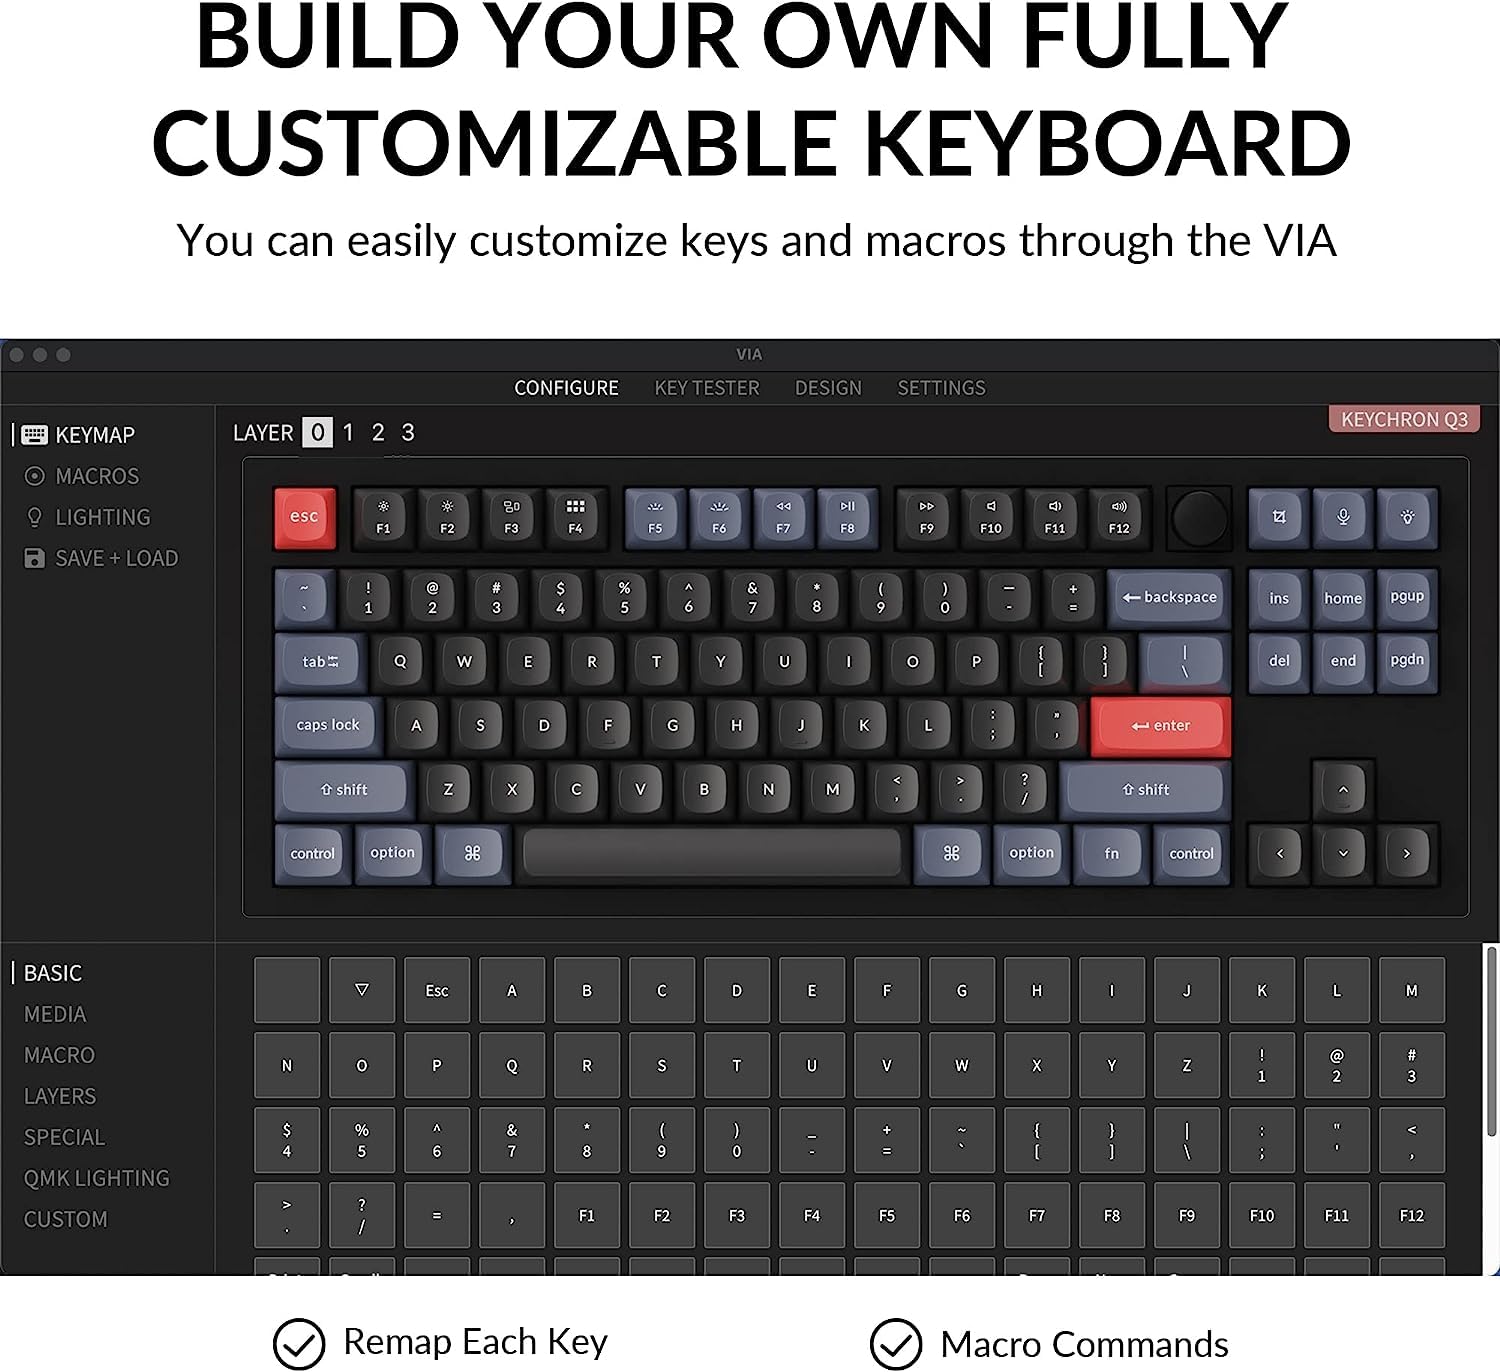 BUILD YOUR OWN FULLY
CUSTOMIZABLE KEYBOARD
You can easily customize keys and macros through the VIA
VIA
CONFIGURE KEY TESTER DESIGN SETTINGS
KEYMAP
MACROS
LIGHTING
SAVE + LOAD
LAYER 0 1 2 3
KEYCHRON Q3
esc F1 F2 F3 F4 F5 F6 F7 F8 F9 F10 F11 F12
~ ! @ # $ % ^ & * ( ) — +
` 1 2 3 4 5 6 7 8 9 0 - = ← backspace ins home pgup
tab Q W E R T Y U I O P { [ } ] | \ del end pgdn
caps lock A S D F G H J K L : ; " ' enter
⇧ shift Z X C V B N M < , > . ? / ⇧ shift ^
control option ⌘ ⌘ option fn control < ⌄ >
BASIC
MEDIA
MACRO
LAYERS
SPECIAL
QMK LIGHTING
CUSTOM
▽ Esc A B C D E F G H I J K L M
N O P Q R S T U V W X Y Z ! 1 @ 2 # 3
$ 4 % 5 ^ 6 & 7 * 8 ( 9 ) 0 _ - + = ~ ` { [ } ] | \ : ; " ' < ,
> . ? / = , F1 F2 F3 F4 F5 F6 F7 F8 F9 F10 F11 F12
Remap Each Key
Macro Commands